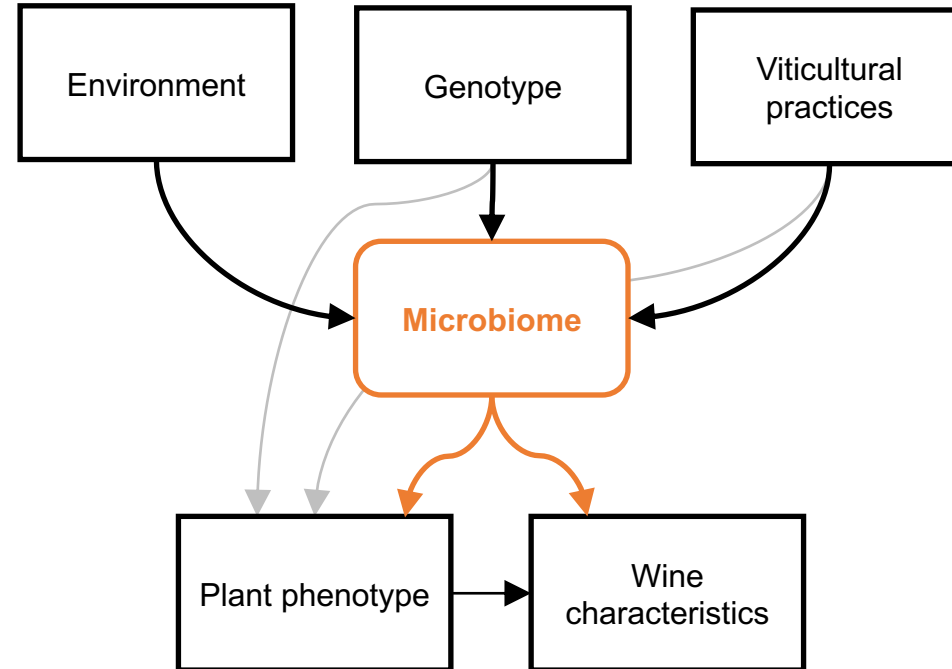 Environment
Genotype
Viticultural
practices
Microbiome
Plant phenotype
Wine
characteristics